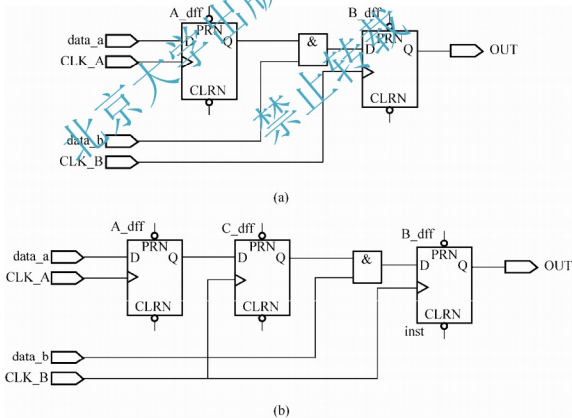 A_dff
B_dff
data_a
D
PRN
Q
&
D
PRN
Q
OUT
CLK_A
CLRN
CLRN
data_b
CLK_B
北京大学出版
禁止转载
(a)
A_dff
C_dff
B_dff
data_a
D
PRN
Q
D
PRN
Q
&
D
PRN
Q
OUT
CLK_A
CLRN
CLRN
CLRN
inst
data_b
CLK_B
(b)